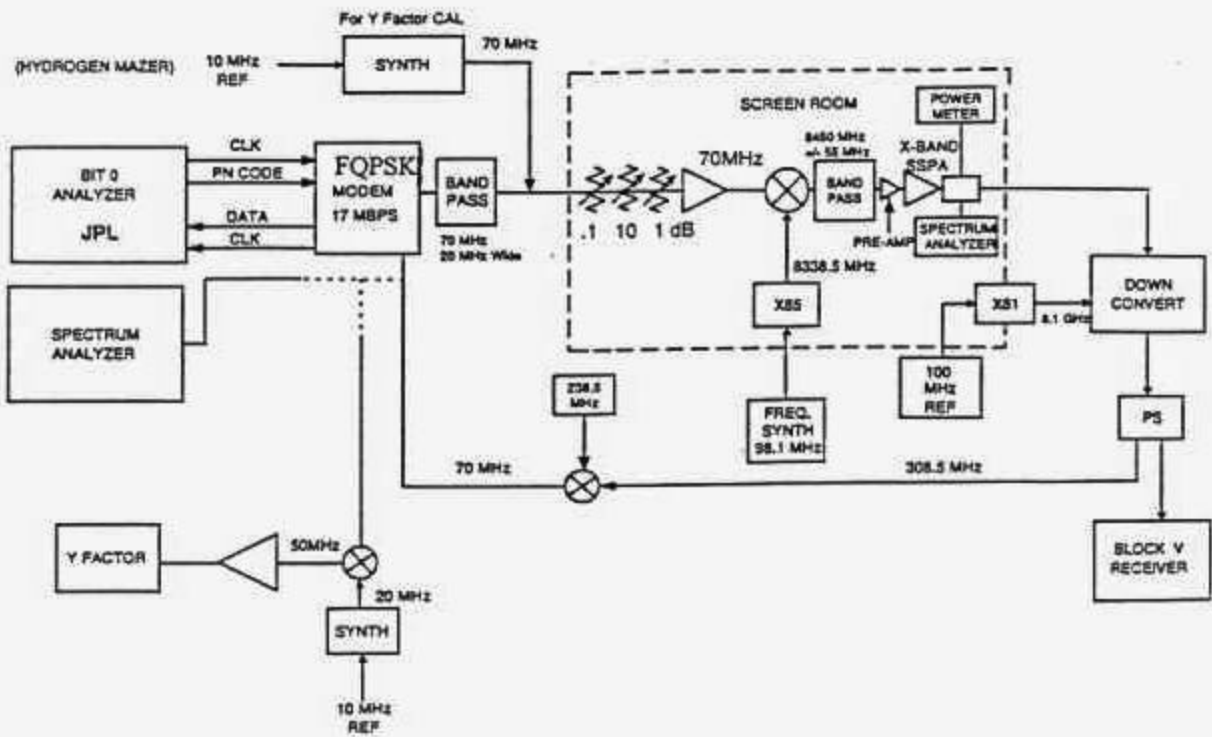 For Y Factor CAL
(HYDROGEN MAZER)
10 MHz
REF
SYNTH
70 MHz
BIT 0
ANALYZER
JPL
CLK
PN CODE
DATA
CLK
FQPSK
MODEM
17 MBPS
BAND
PASS
70 MHz
20 MHz Wide
SCREEN ROOM
.1 10 1 dB
70MHz
8450 MHz
+/- 55 MHz
BAND
PASS
PRE-AMP
X-BAND
SSPA
POWER
METER
SPECTRUM
ANALYZER
8338.5 MHz
X85
FREQ.
SYNTH
98.1 MHz
X81
8.1 GHz
100
MHz
REF
DOWN
CONVERT
PS
BLOCK V
RECEIVER
308.5 MHz
238.5
MHz
70 MHz
SPECTRUM
ANALYZER
Y FACTOR
50MHz
20 MHz
SYNTH
10 MHz
REF